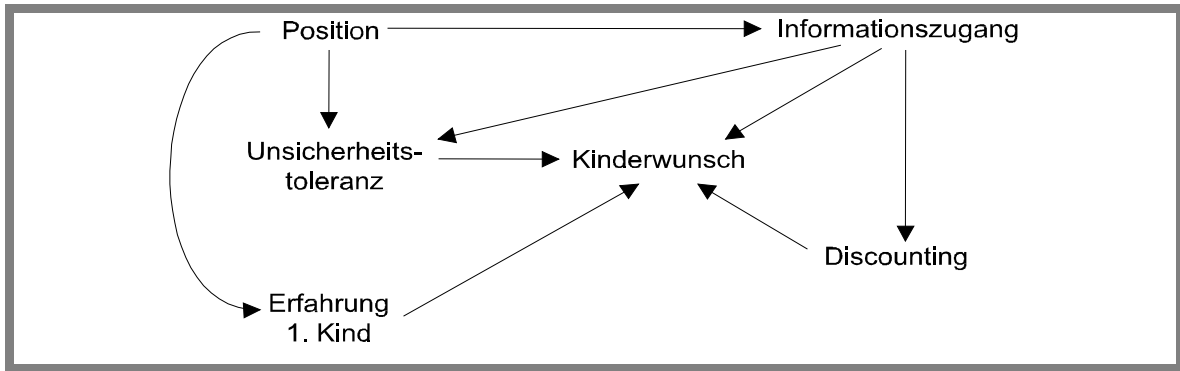 Position
Informationszugang
Unsicherheits-
toleranz
Kinderwunsch
Discounting
Erfahrung
1. Kind